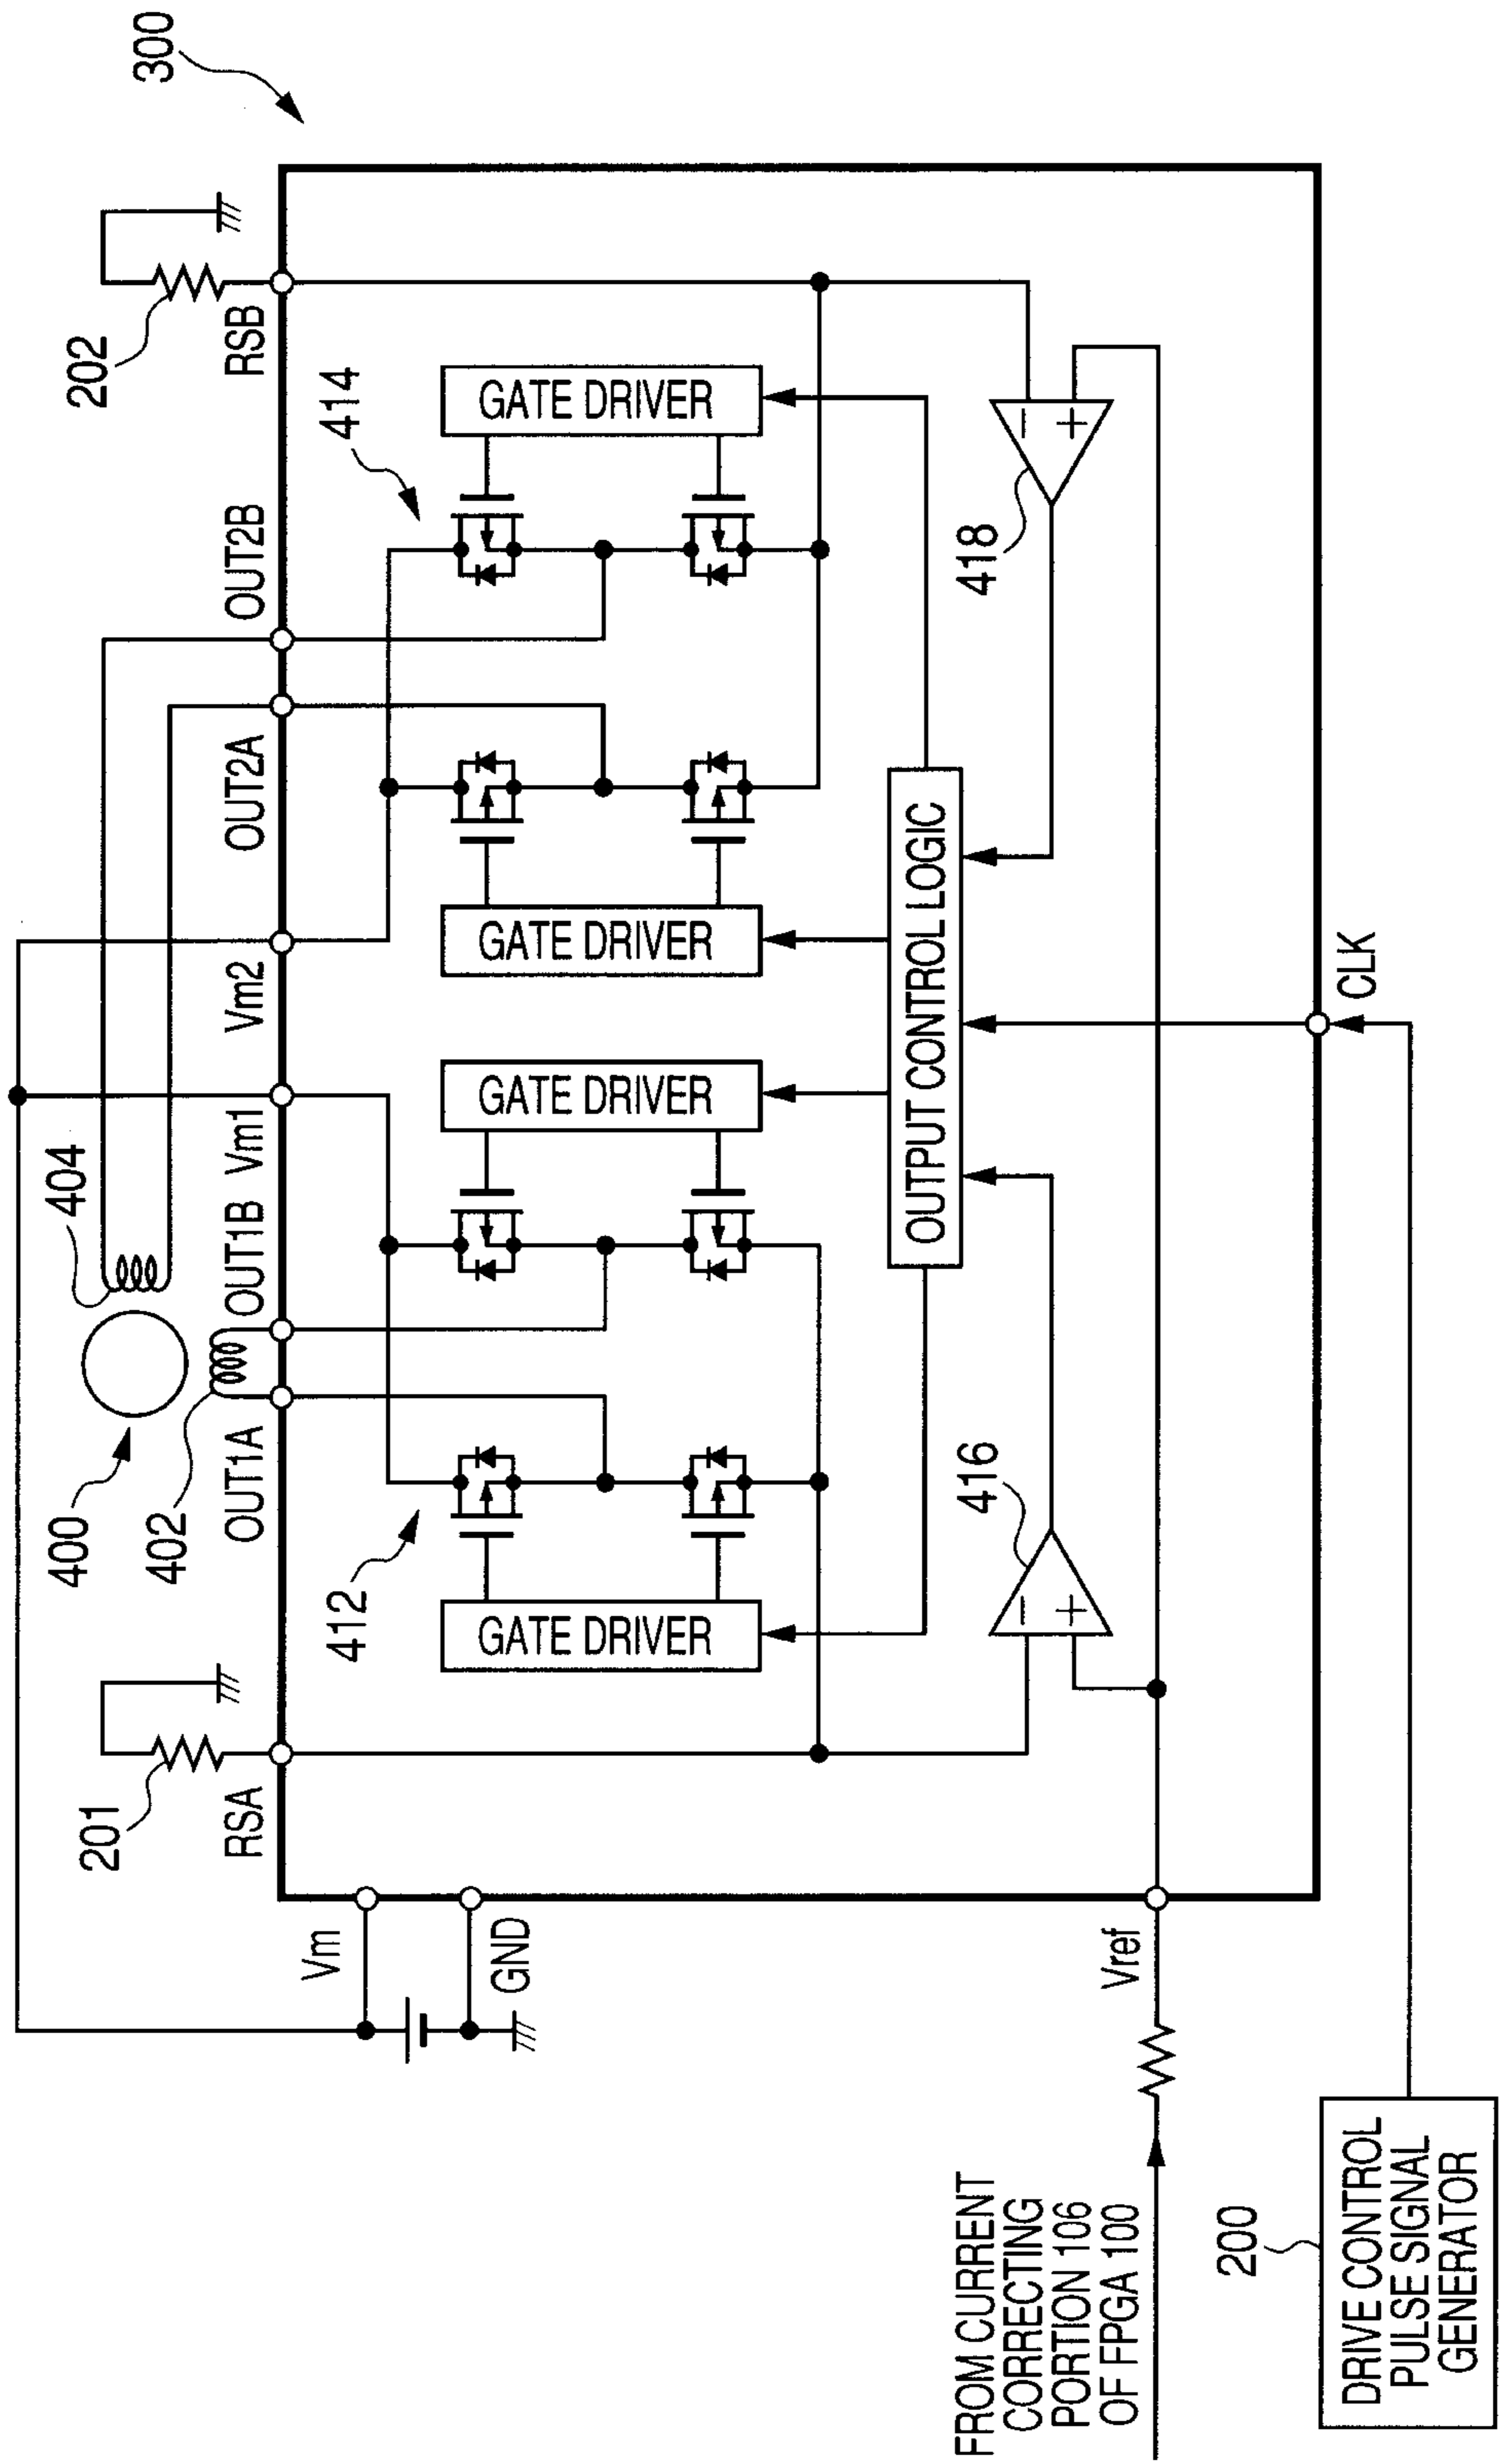 300
201
RSA
400
402
OUT1A
404
OUT1B
Vm1
Vm2
OUT2A
OUT2B
202
RSB
412
414
GATE DRIVER
GATE DRIVER
GATE DRIVER
GATE DRIVER
Vm
GND
OUTPUT CONTROL LOGIC
416
−
+
418
−
+
Vref
FROM CURRENT
CORRECTING
PORTION 106
OF FPGA 100
CLK
200
DRIVE CONTROL
PULSE SIGNAL
GENERATOR